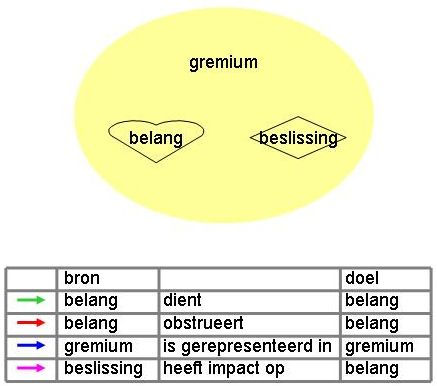 gremium
belang beslissing
bron doel
belang dient belang
belang obstrueert belang
gremium is gerepresenteerd in gremium
beslissing heeft impact op belang